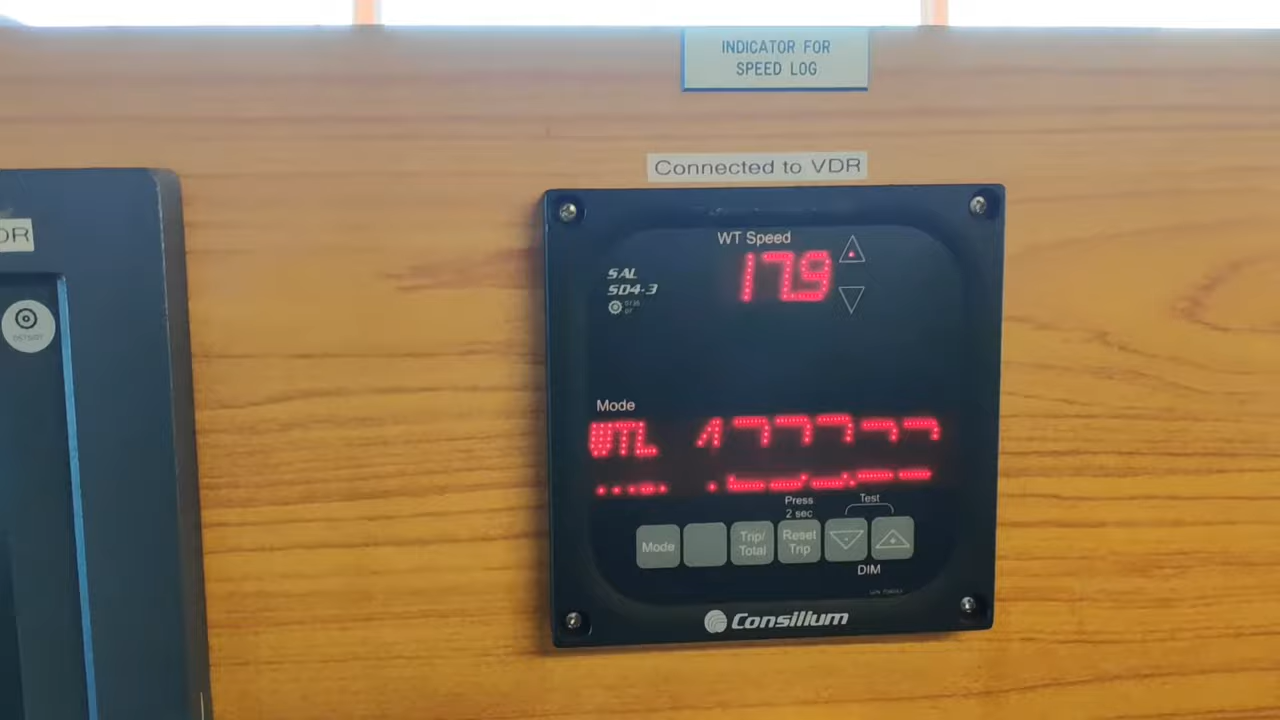 INDICATOR FOR
SPEED LOG
Connected to VDR
DR
WT Speed
17.9
SAL
SD4-3
Mode
WTL
Press
2 sec
Test
Mode
Trip/
Total
Reset
Trip
DIM
Consilium